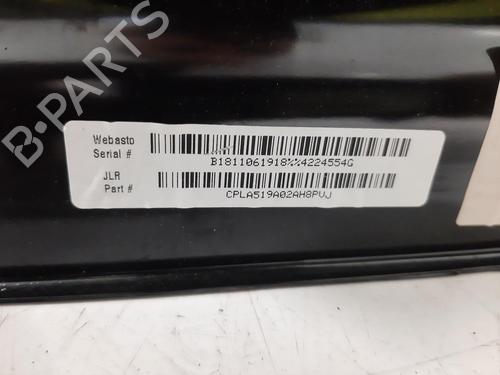 B-PARTS
Webasto
Serial #
B1811061918%%4224554G
JLR
Part #
CPLA519A02AH8PVJ